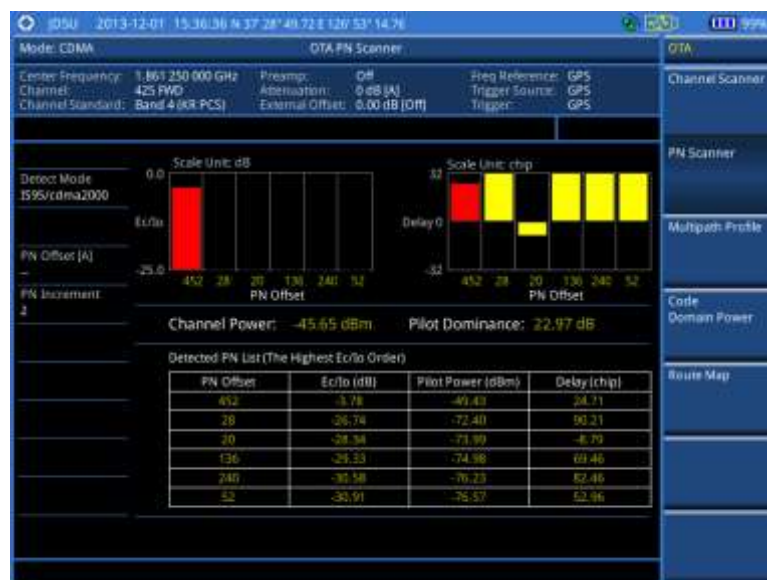 JDSU 2013-12-01 15:36:36 N 37° 28' 49.72 E 126° 53' 14.76 99%
Mode: CDMA OTA PN Scanner OTA
Center Frequency: 1.861 250 000 GHz Preamp: Off Freq Reference: GPS
Channel: 425 FWD Attenuation: 0 dB [A] Trigger Source: GPS
Channel Standard: Band 4 (KR PCS) External Offset: 0.00 dB [Off] Trigger: GPS
Channel Scanner
PN Scanner
Multipath Profile
Code
Domain Power
Route Map
Detect Mode
IS95/cdma2000
PN Offset [A]
--
PN Increment
2
Scale Unit: dB
0.0
Ec/Io
-25.0
452 28 20 136 240 52
PN Offset
Scale Unit: chip
32
Delay 0
-32
452 28 20 136 240 52
PN Offset
Channel Power: -45.65 dBm Pilot Dominance: 22.97 dB
Detected PN List (The Highest Ec/Io Order)
PN Offset Ec/Io (dB) Pilot Power (dBm) Delay (chip)
452 -3.78 -49.43 24.71
28 -26.74 -72.40 90.21
20 -28.34 -73.99 -8.79
136 -29.33 -74.98 69.46
240 -30.58 -76.23 82.46
52 -30.91 -76.57 52.96